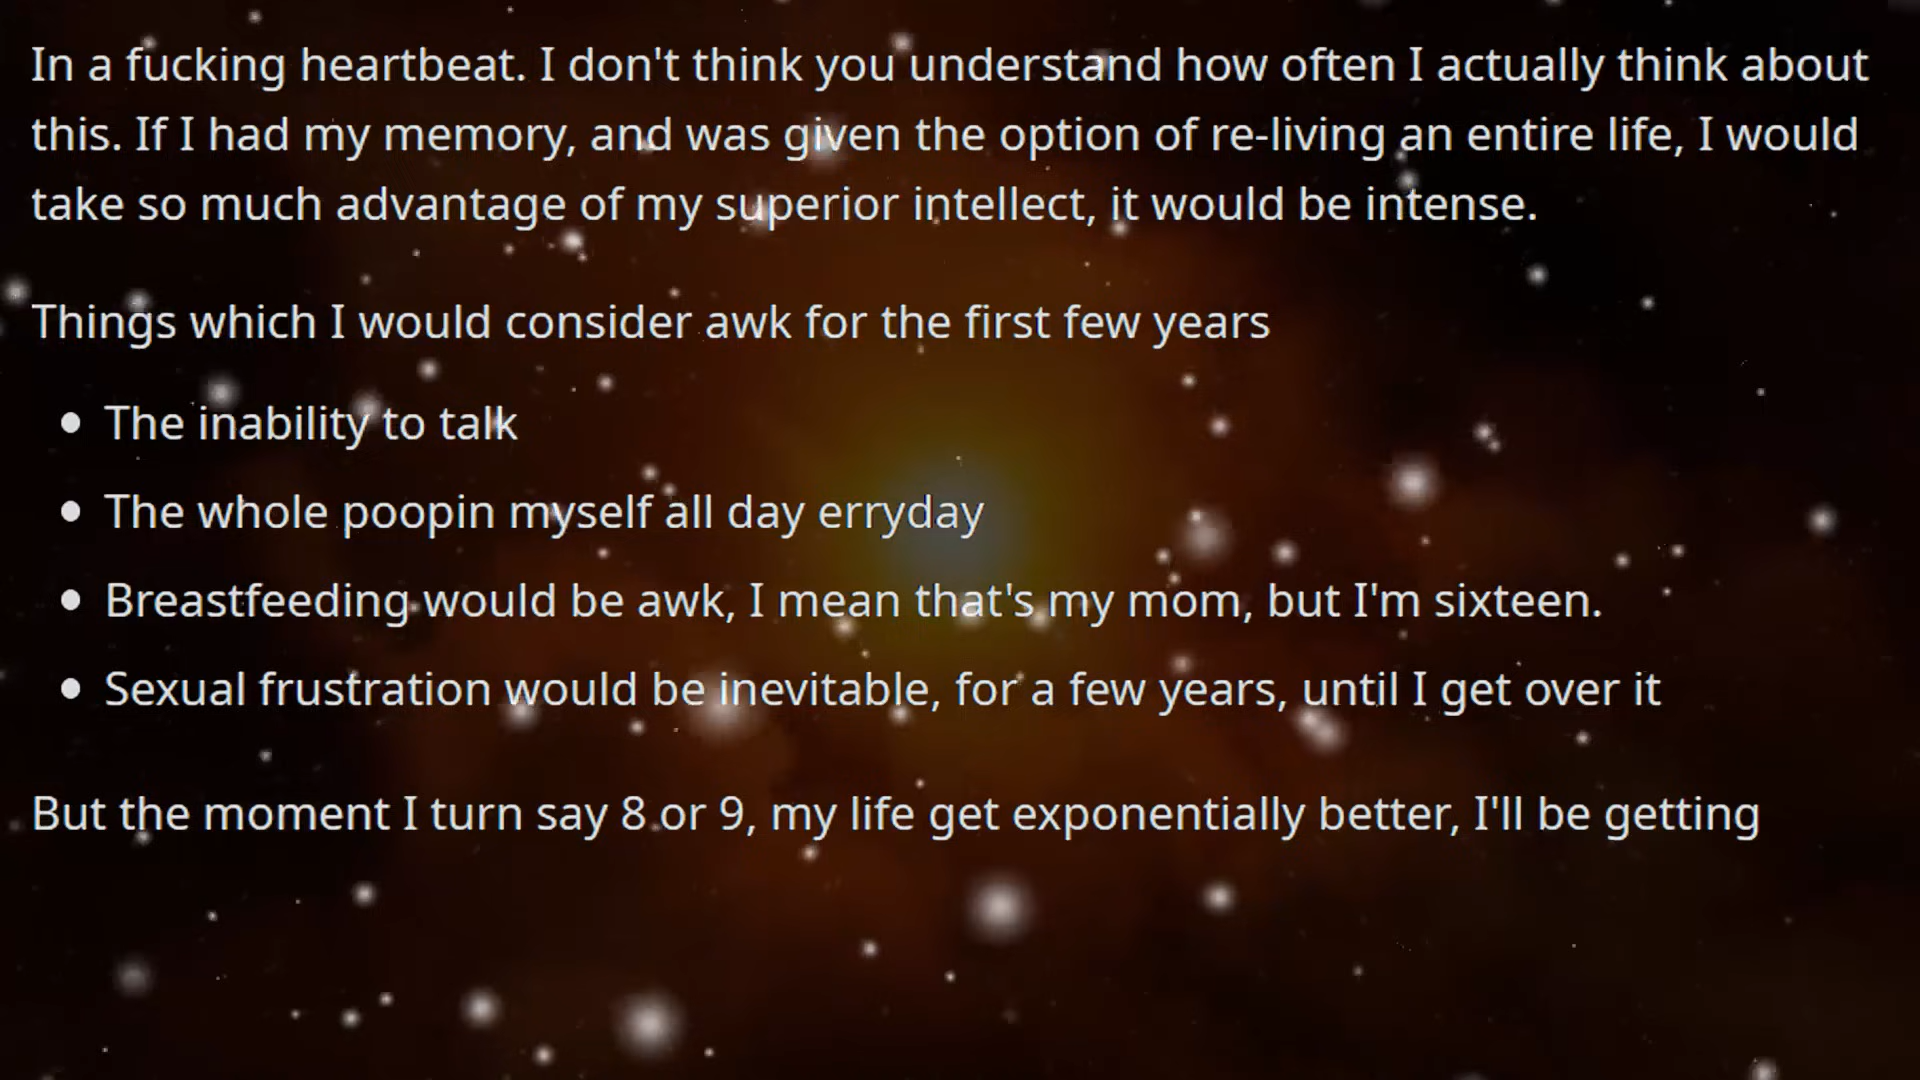 In a fucking heartbeat. I don't think you understand how often I actually think about
this. If I had my memory, and was given the option of re-living an entire life, I would
take so much advantage of my superior intellect, it would be intense.
Things which I would consider awk for the first few years
• The inability to talk
• The whole poopin myself all day erryday
• Breastfeeding would be awk, I mean that's my mom, but I'm sixteen.
• Sexual frustration would be inevitable, for a few years, until I get over it
But the moment I turn say 8 or 9, my life get exponentially better, I'll be getting